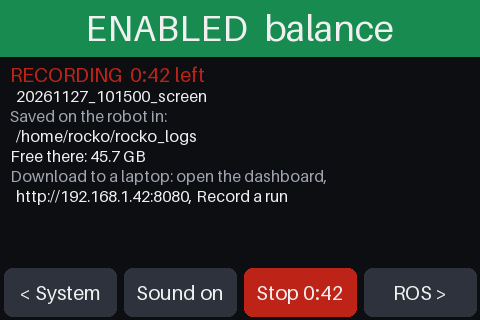 ENABLED balance
RECORDING 0:42 left
20261127_101500_screen
Saved on the robot in:
/home/rocko/rocko_logs
Free there: 45.7 GB
Download to a laptop: open the dashboard,
http://192.168.1.42:8080, Record a run
< System
Sound on
Stop 0:42
ROS >